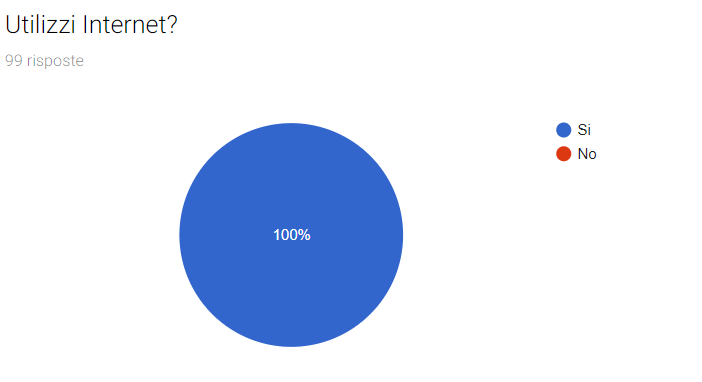 Utilizzi Internet?
99 risposte
Si
No
100%